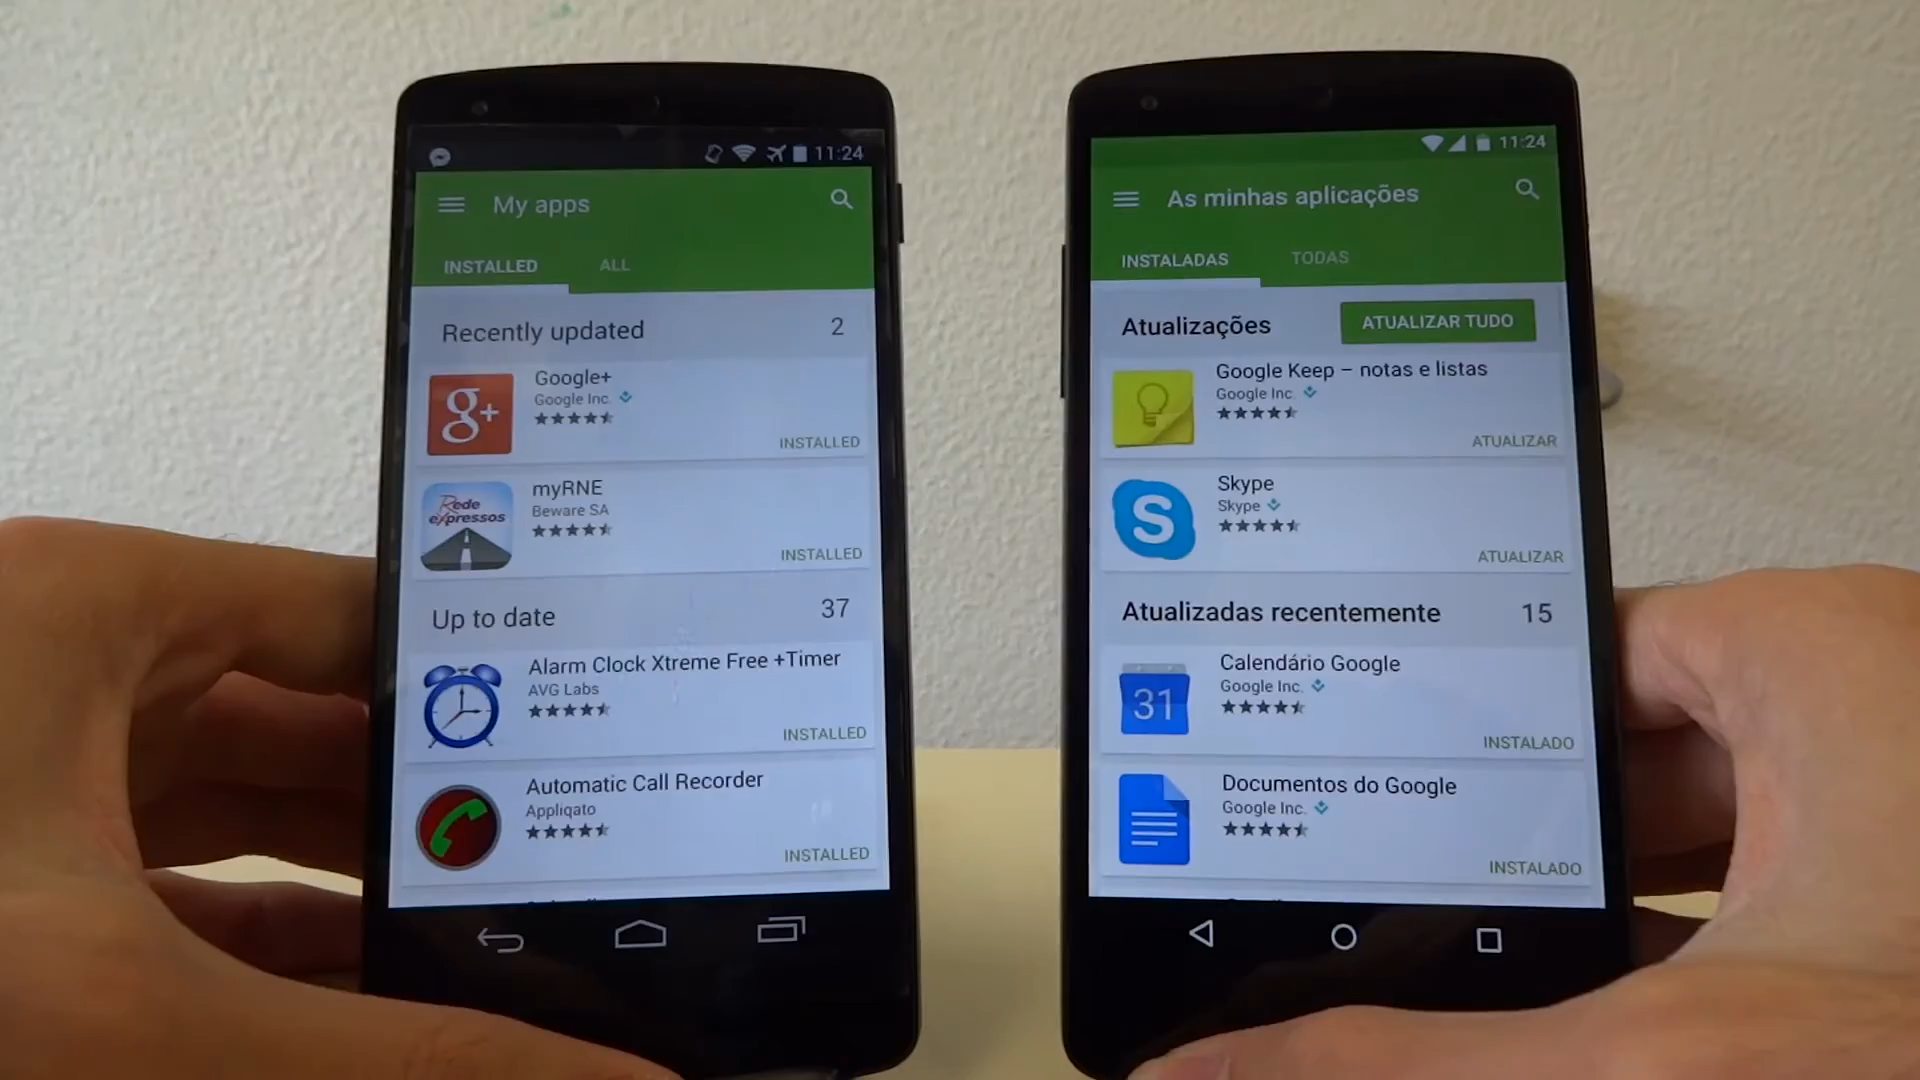 11:24
My apps
INSTALLED
ALL
Recently updated
2
g+
Google+
Google Inc.
INSTALLED
Rede
expressos
myRNE
Beware SA
INSTALLED
Up to date
37
Alarm Clock Xtreme Free +Timer
AVG Labs
INSTALLED
Automatic Call Recorder
Appliqato
INSTALLED
11:24
As minhas aplicações
INSTALADAS
TODAS
Atualizações
ATUALIZAR TUDO
Google Keep – notas e listas
Google Inc.
ATUALIZAR
S
Skype
Skype
ATUALIZAR
Atualizadas recentemente
15
31
Calendário Google
Google Inc.
INSTALADO
Documentos do Google
Google Inc.
INSTALADO